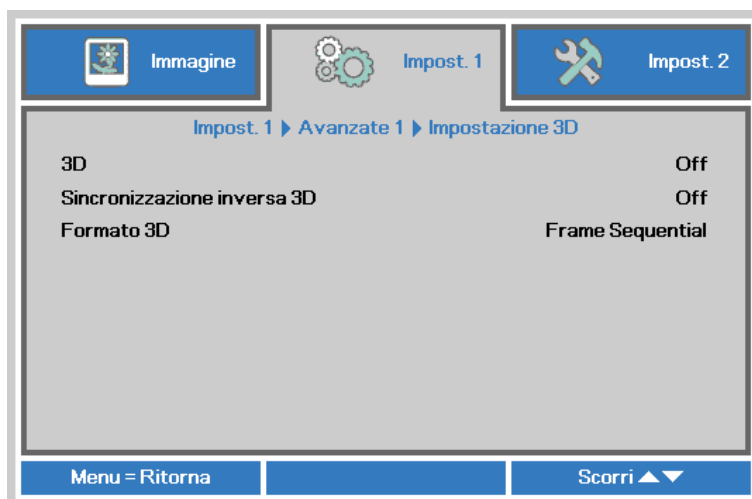 Immagine
Impost. 1
Impost. 2
Impost. 1 ▶ Avanzate 1 ▶ Impostazione 3D
3D Off
Sincronizzazione inversa 3D Off
Formato 3D Frame Sequential
Menu = Ritorna
Scorri ▲▼